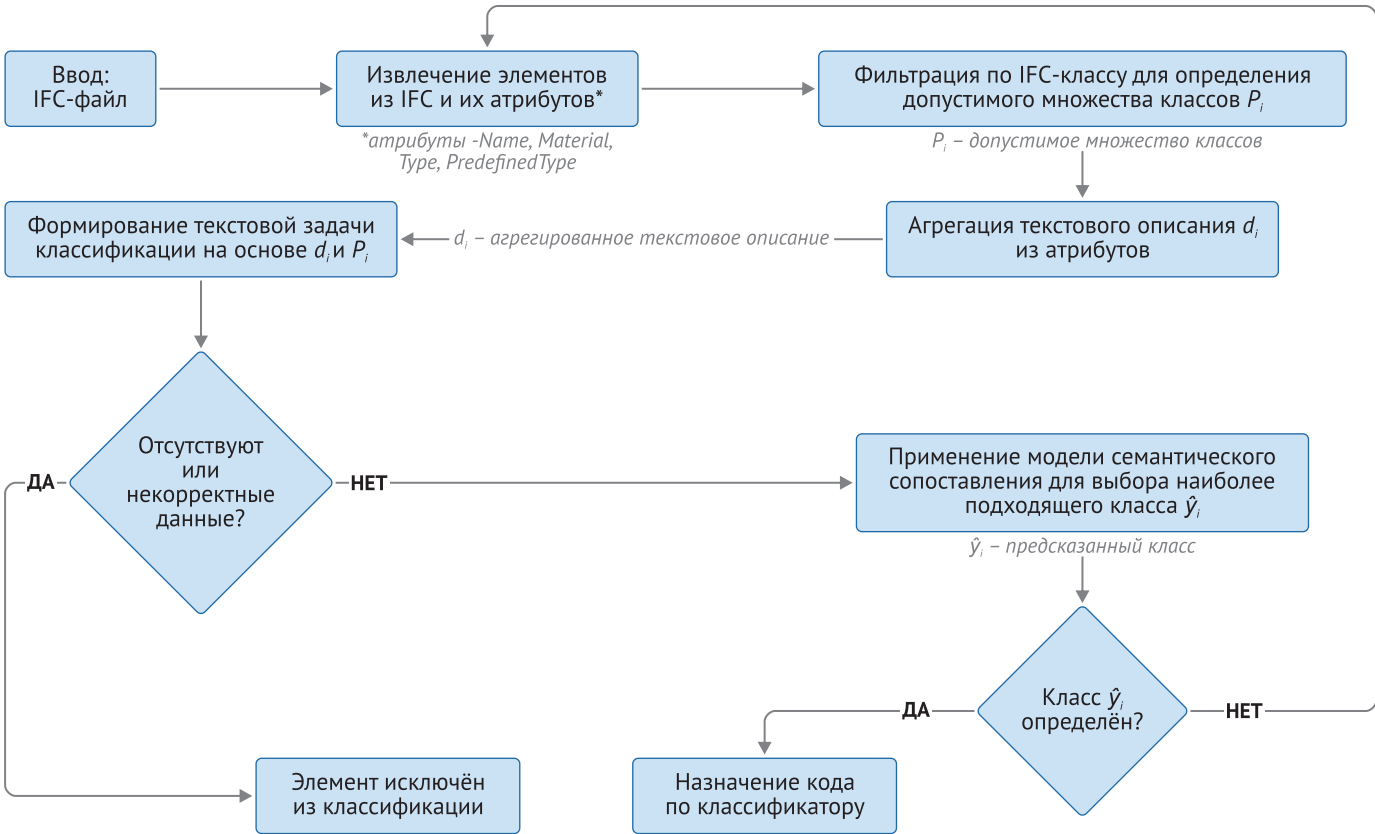 Ввод:
IFC-файл
Извлечение элементов
из IFC и их атрибутов*
*атрибуты -Name, Material,
Type, PredefinedType
Фильтрация по IFC-классу для определения
допустимого множества классов Pᵢ
Pᵢ – допустимое множество классов
Формирование текстовой задачи
классификации на основе dᵢ и Pᵢ
dᵢ – агрегированное текстовое описание
Агрегация текстового описания dᵢ
из атрибутов
Отсутствуют
или
некорректные
данные?
ДА
НЕТ
Применение модели семантического
сопоставления для выбора наиболее
подходящего класса ŷᵢ
ŷᵢ – предсказанный класс
Класс ŷᵢ
определён?
ДА
НЕТ
Элемент исключён
из классификации
Назначение кода
по классификатору